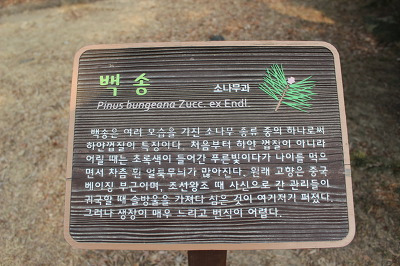 백송
소나무과
Pinus bungeana Zucc. ex Endl.
백송은 여러 모습을 가진 소나무 종류 중의 하나로써
하얀껍질이 특징이다. 처음부터 하얀 껍질이 아니라
어릴 때는 초록색이 들어간 푸른빛이다가 나이를 먹으
면서 차츰 흰 얼룩무늬가 많아진다. 원래 고향은 중국
베이징 부근이며, 조선왕조 때 사신으로 간 관리들이
귀국할 때 솔방울을 가져다 심은 것이 여기저기 퍼졌다.
그러나 생장이 매우 느리고 번식이 어렵다.